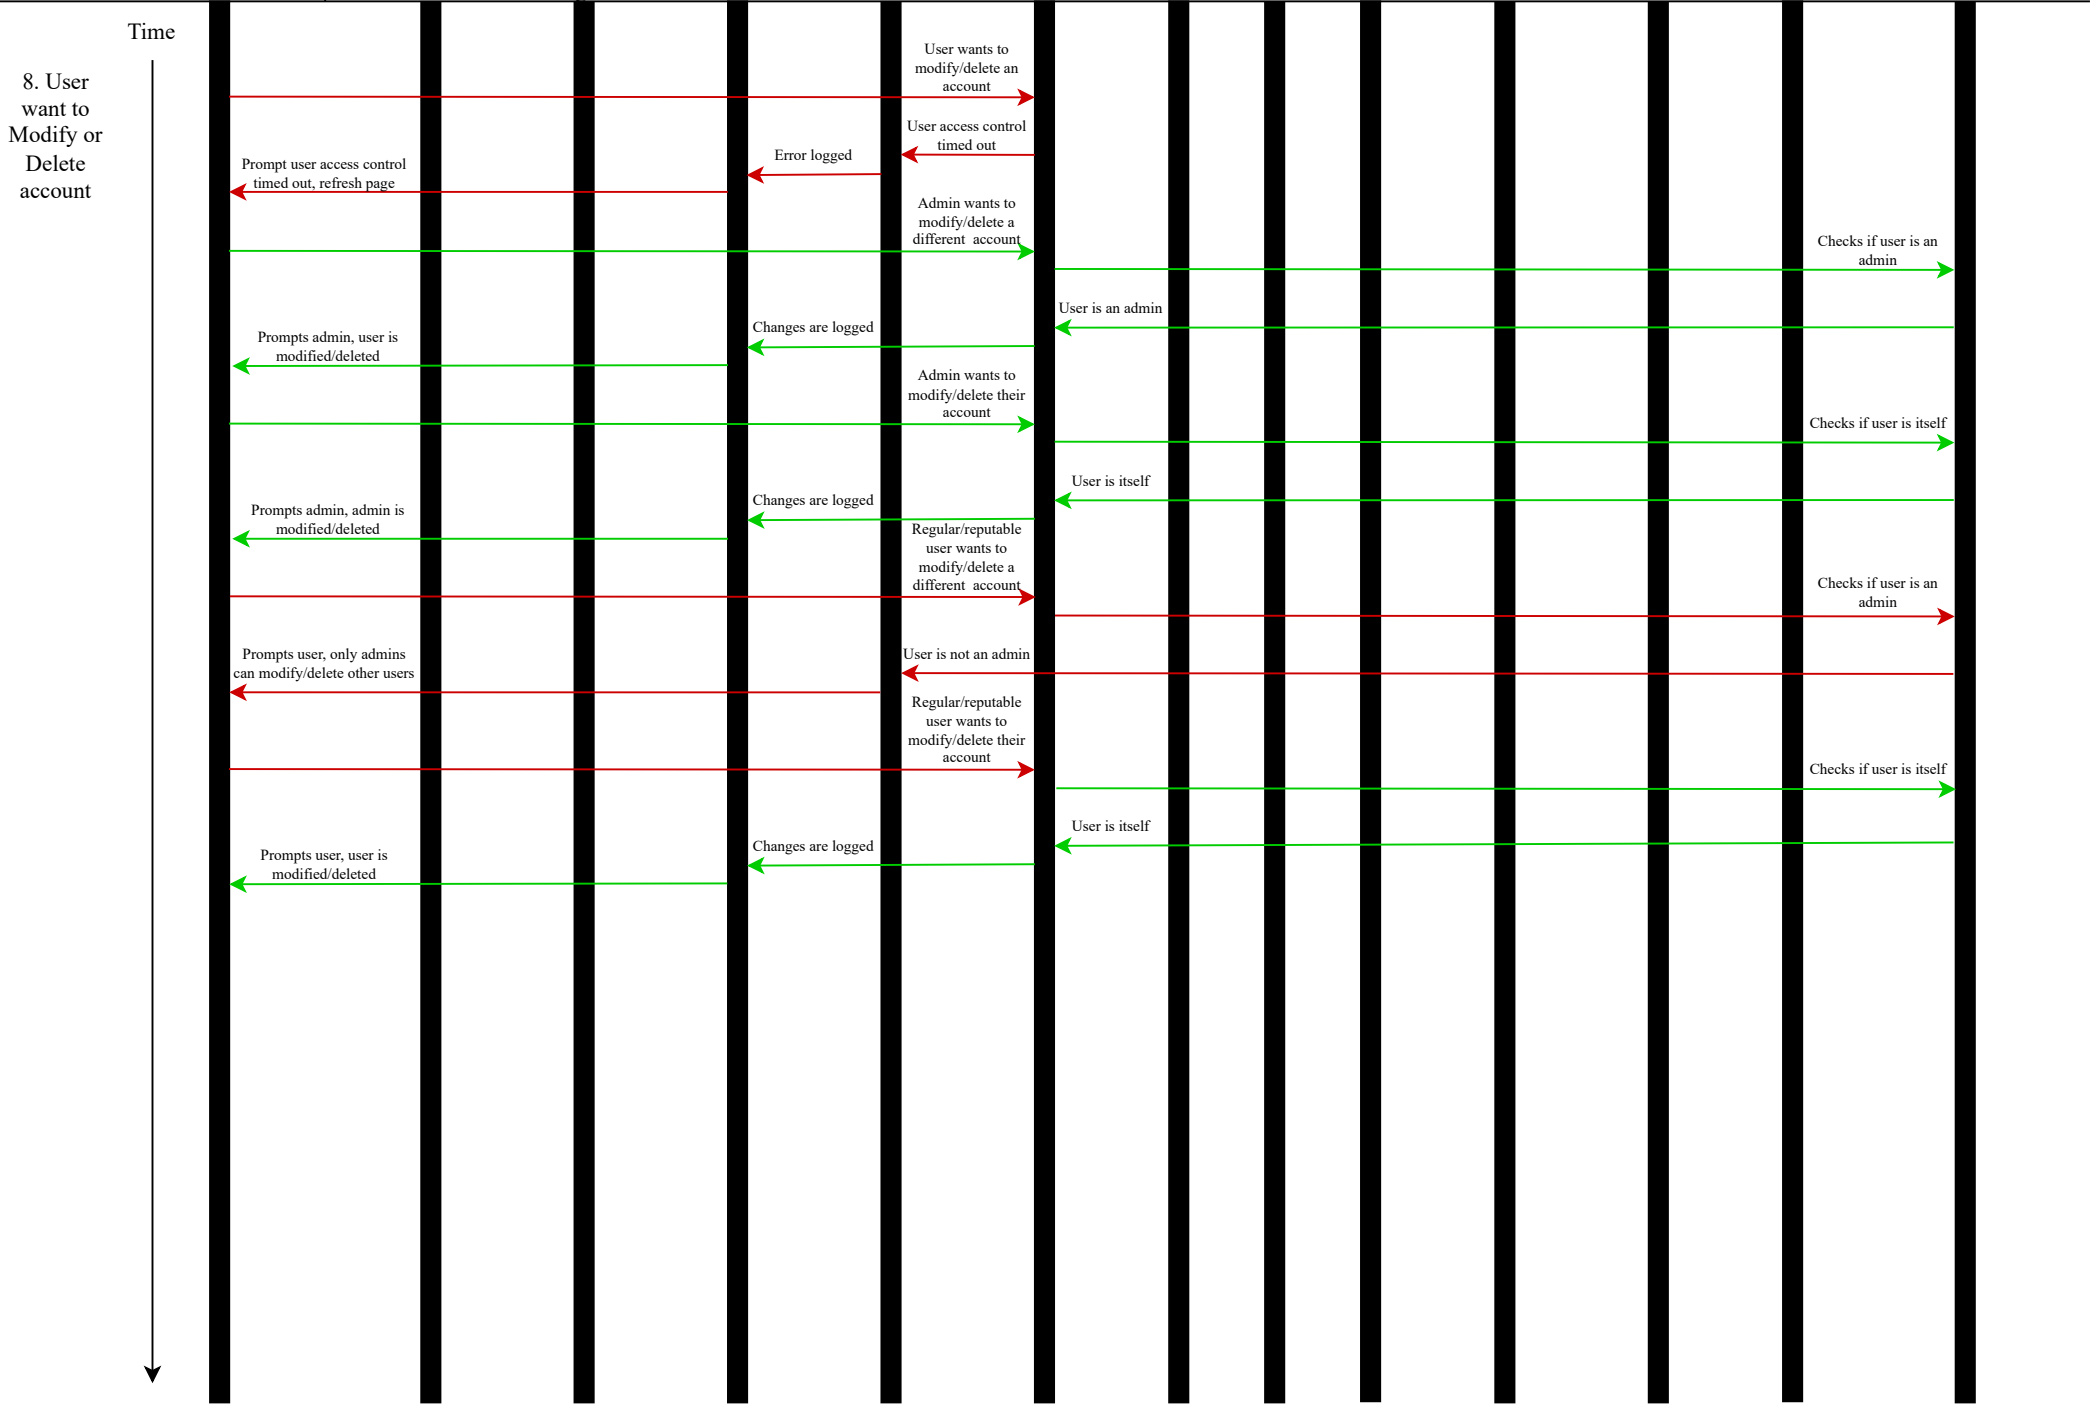 Time
8. User
want to
Modify or
Delete
account
User wants to
modify/delete an
account
User access control
timed out
Error logged
Prompt user access control
timed out, refresh page
Admin wants to
modify/delete a
different  account
Checks if user is an
admin
User is an admin
Changes are logged
Prompts admin, user is
modified/deleted
Admin wants to
modify/delete their
account
Checks if user is itself
User is itself
Changes are logged
Prompts admin, admin is
modified/deleted
Regular/reputable
user wants to
modify/delete a
different  account
Checks if user is an
admin
User is not an admin
Prompts user, only admins
can modify/delete other users
Regular/reputable
user wants to
modify/delete their
account
Checks if user is itself
User is itself
Changes are logged
Prompts user, user is
modified/deleted